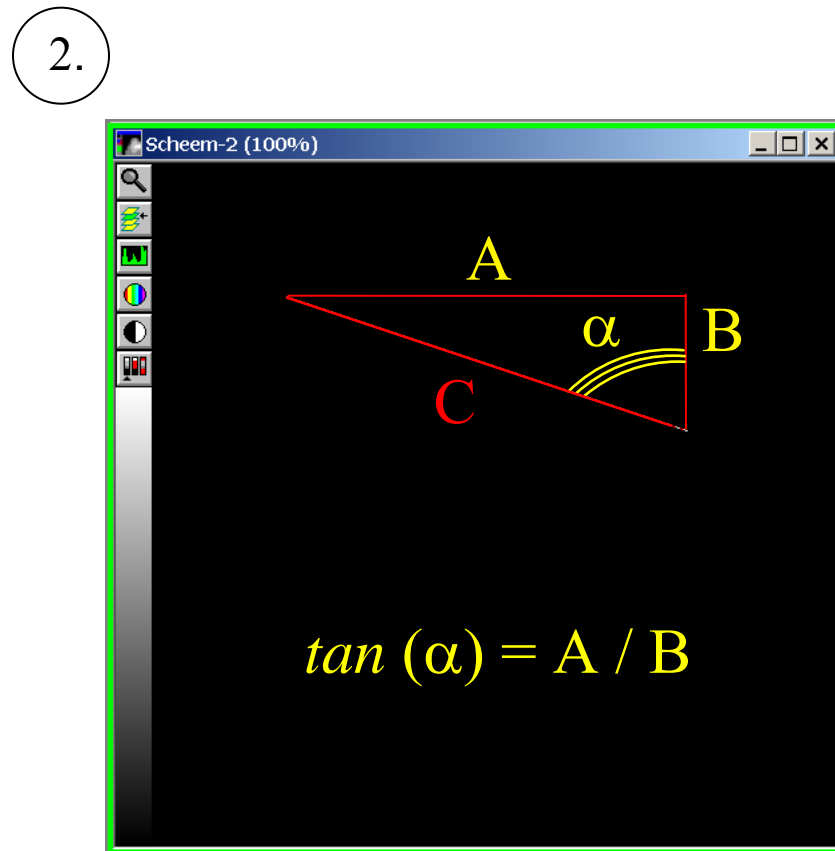 2.
Scheem-2 (100%)
A
α
B
C
tan (α) = A / B